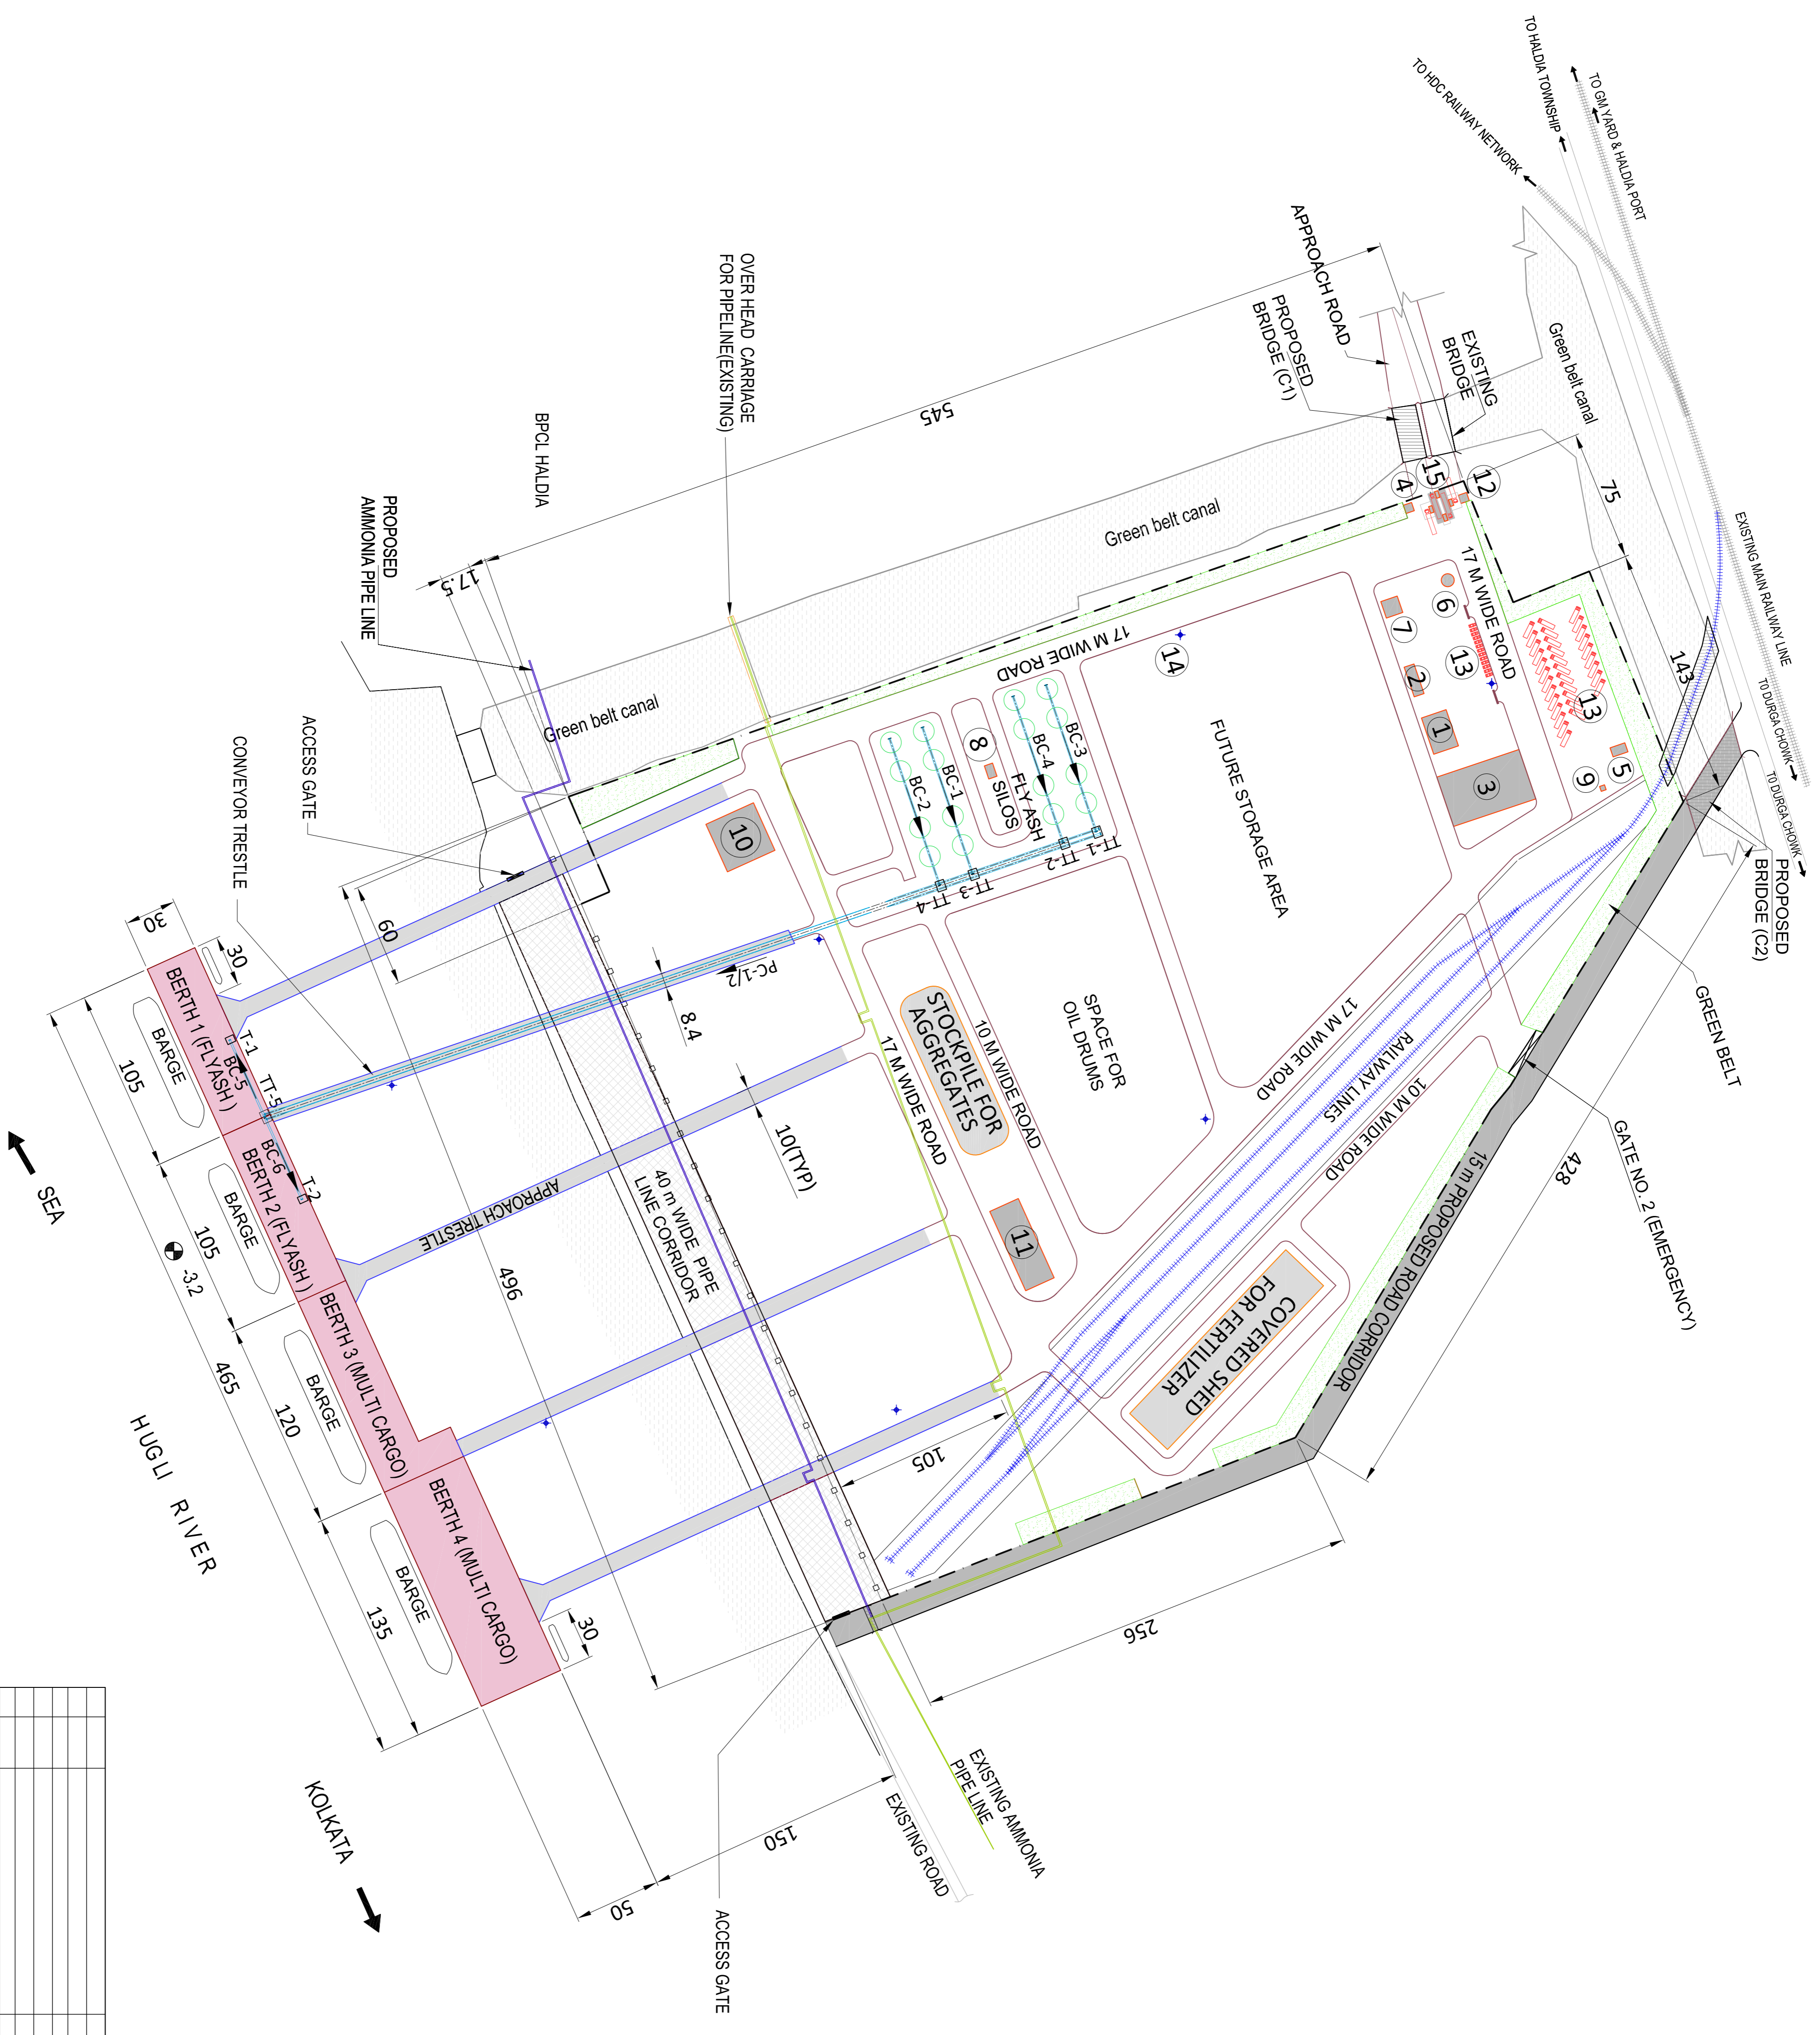 TO HALDIA TOWNSHIP
TO GM YARD & HALDIA PORT
TO HDC RAILWAY NETWORK
EXISTING MAIN RAILWAY LINE
TO DURGA CHOWK
TO DURGA CHOWK
Green belt canal
APPROACH ROAD
PROPOSED
BRIDGE (C1)
EXISTING
BRIDGE
OVER HEAD CARRIAGE
FOR PIPELINE(EXISTING)
545
BPCL HALDIA
PROPOSED
AMMONIA PIPE LINE
17.5
Green belt canal
Green belt canal
4
15
12
75
143
17 M WIDE ROAD
6
7
13
2
1
3
13
5
9
PROPOSED
BRIDGE (C2)
GREEN BELT
GATE NO. 2 (EMERGENCY)
17 M WIDE ROAD
14
FUTURE STORAGE AREA
BC-3
BC-4
FLY ASH
SILOS
8
BC-1
BC-2
TT-1
TT-2
TT-3
TT-4
10
ACCESS GATE
CONVEYOR TRESTLE
60
PC-1/2
8.4
STOCKPILE FOR
AGGREGATES
10 M WIDE ROAD
17 M WIDE ROAD
SPACE FOR
OIL DRUMS
17 M WIDE ROAD
RAILWAY LINES
10 M WIDE ROAD
15 m PROPOSED ROAD CORRIDOR
428
COVERED SHED
FOR FERTILIZER
11
10(TYP)
APPROACH TRESTLE
40 m WIDE PIPE
LINE CORRIDOR
496
105
256
30
30
BERTH 1 (FLYASH )
BARGE
T-1
BC-5
TT-5
BC-6
T-2
BERTH 2 (FLYASH )
BARGE
BERTH 3 (MULTI CARGO)
BARGE
BERTH 4 (MULTI CARGO)
BARGE
30
105
105
120
135
465
-3.2
SEA
HUGLI RIVER
KOLKATA
50
150
EXISTING ROAD
EXISTING AMMONIA
PIPE LINE
ACCESS GATE